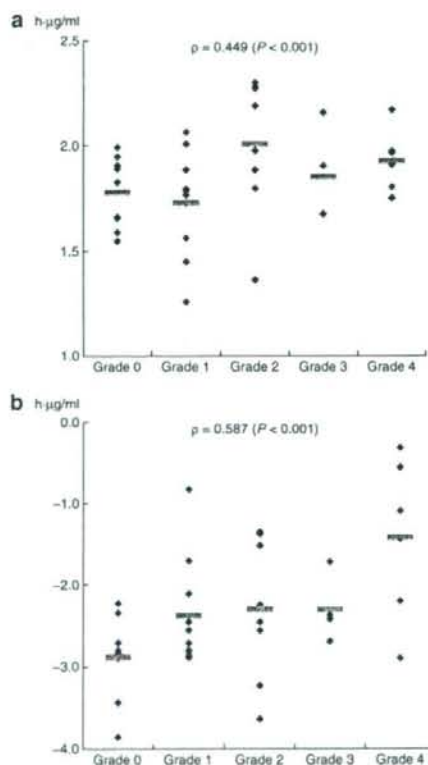 a
h·µg/ml
2.5
ρ = 0.449 (P < 0.001)
2.0
1.5
1.0
Grade 0 Grade 1 Grade 2 Grade 3 Grade 4
b
h·µg/ml
0.0
ρ = 0.587 (P < 0.001)
−1.0
−2.0
−3.0
−4.0
Grade 0 Grade 1 Grade 2 Grade 3 Grade 4